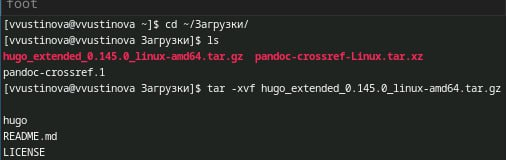 foot
[vvustinova@vvustinova ~]$ cd ~/Загрузки/
[vvustinova@vvustinova Загрузки]$ ls
hugo_extended_0.145.0_linux-amd64.tar.gz  pandoc-crossref-Linux.tar.xz
pandoc-crossref.1
[vvustinova@vvustinova Загрузки]$ tar -xvf hugo_extended_0.145.0_linux-amd64.tar.gz
hugo
README.md
LICENSE